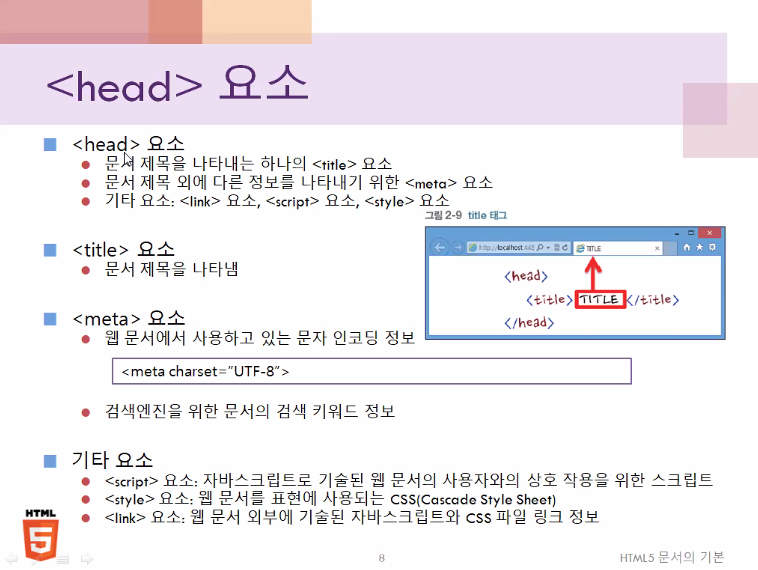 <head> 요소
<head> 요소
문서 제목을 나타내는 하나의 <title> 요소
문서 제목 외에 다른 정보를 나타내기 위한 <meta> 요소
기타 요소: <link> 요소, <script> 요소, <style> 요소
그림 2-9 title 태그
http://localhost:448
TITLE
<head>
<title> TITLE </title>
</head>
<title> 요소
문서 제목을 나타냄
<meta> 요소
웹 문서에서 사용하고 있는 문자 인코딩 정보
<meta charset="UTF-8">
검색엔진을 위한 문서의 검색 키워드 정보
기타 요소
<script> 요소: 자바스크립트로 기술된 웹 문서의 사용자와의 상호 작용을 위한 스크립트
<style> 요소: 웹 문서를 표현에 사용되는 CSS(Cascade Style Sheet)
<link> 요소: 웹 문서 외부에 기술된 자바스크립트와 CSS 파일 링크 정보
HTML
5
8
HTML5 문서의 기본